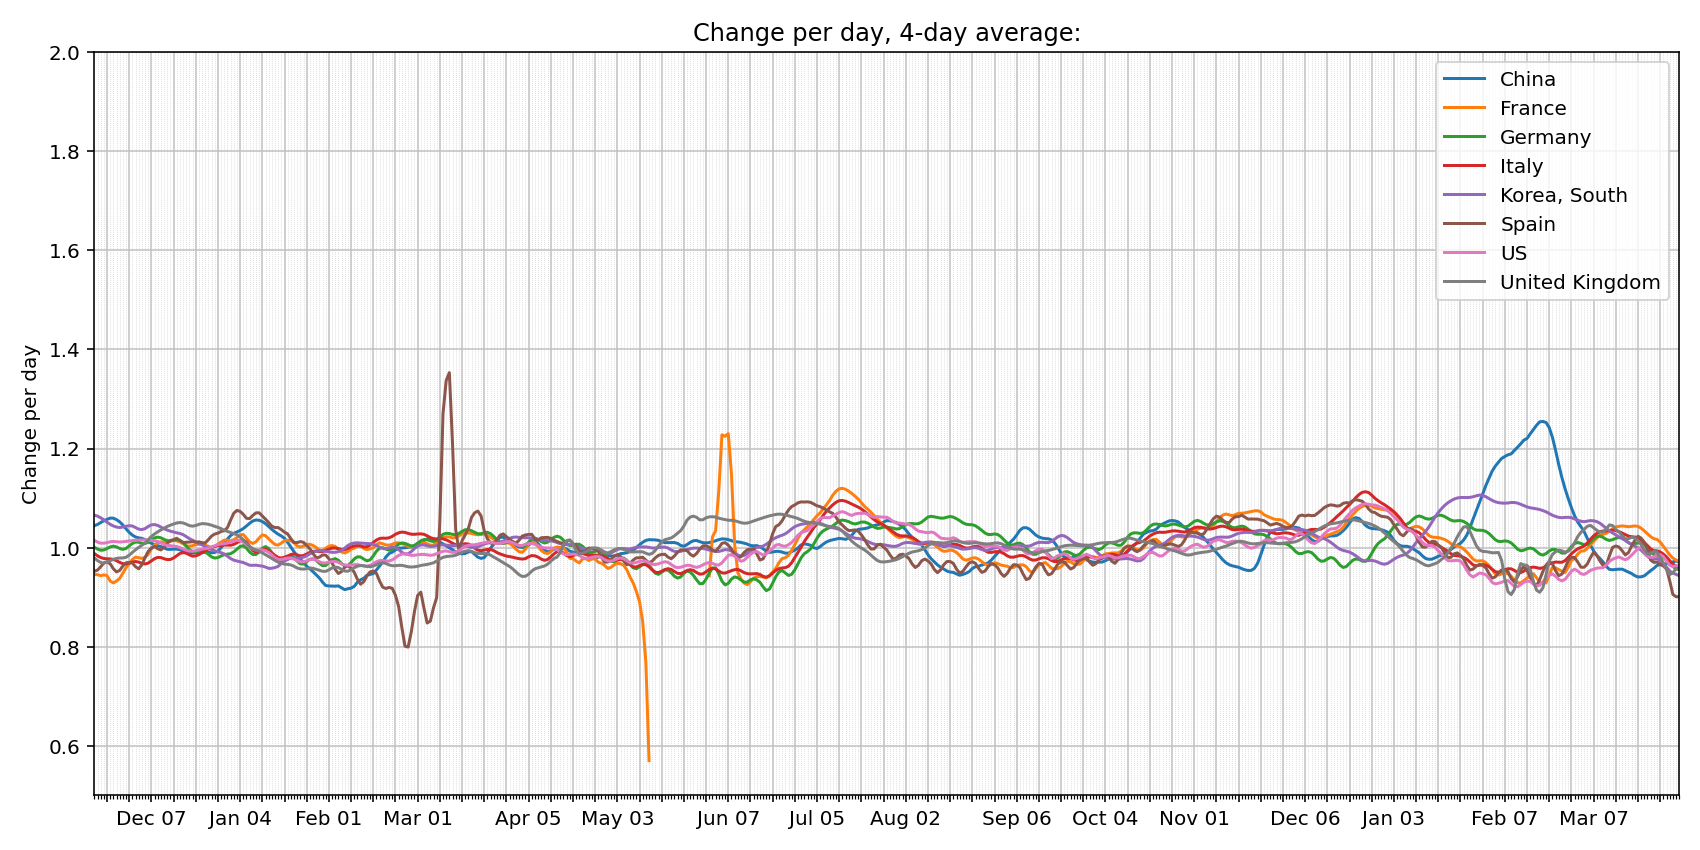 Change per day, 4-day average:
2.0
1.8
1.6
1.4
1.2
1.0
0.8
0.6
Change per day
China
France
Germany
Italy
Korea, South
Spain
US
United Kingdom
Dec 07 Jan 04 Feb 01 Mar 01 Apr 05 May 03 Jun 07 Jul 05 Aug 02 Sep 06 Oct 04 Nov 01 Dec 06 Jan 03 Feb 07 Mar 07